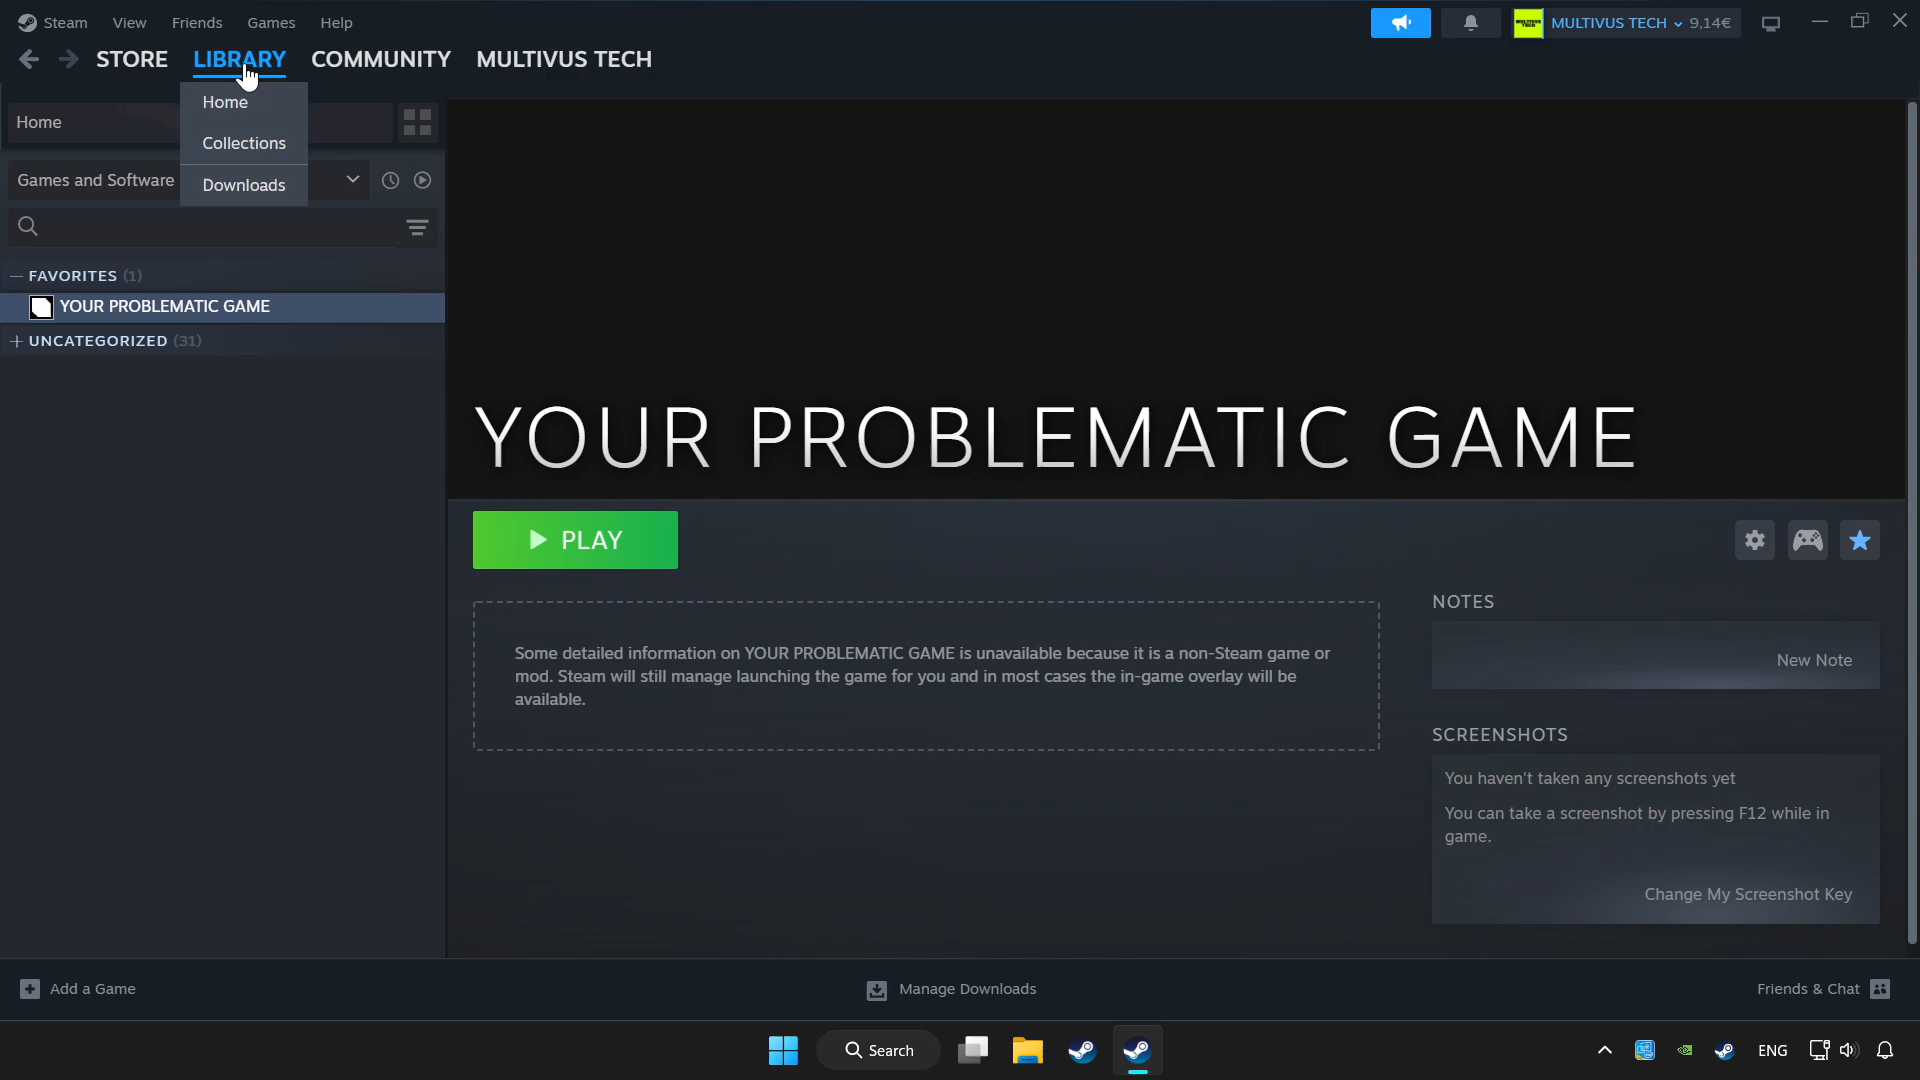 Steam View Friends Games Help
MULTIVUS TECH 9,14€
STORE LIBRARY COMMUNITY MULTIVUS TECH
Home
Collections
Downloads
Home
Games and Software
FAVORITES (1)
YOUR PROBLEMATIC GAME
UNCATEGORIZED (31)
YOUR PROBLEMATIC GAME
PLAY
Some detailed information on YOUR PROBLEMATIC GAME is unavailable because it is a non-Steam game or
mod. Steam will still manage launching the game for you and in most cases the in-game overlay will be
available.
NOTES
New Note
SCREENSHOTS
You haven't taken any screenshots yet
You can take a screenshot by pressing F12 while in
game.
Change My Screenshot Key
Add a Game
Manage Downloads
Friends & Chat
Search
ENG